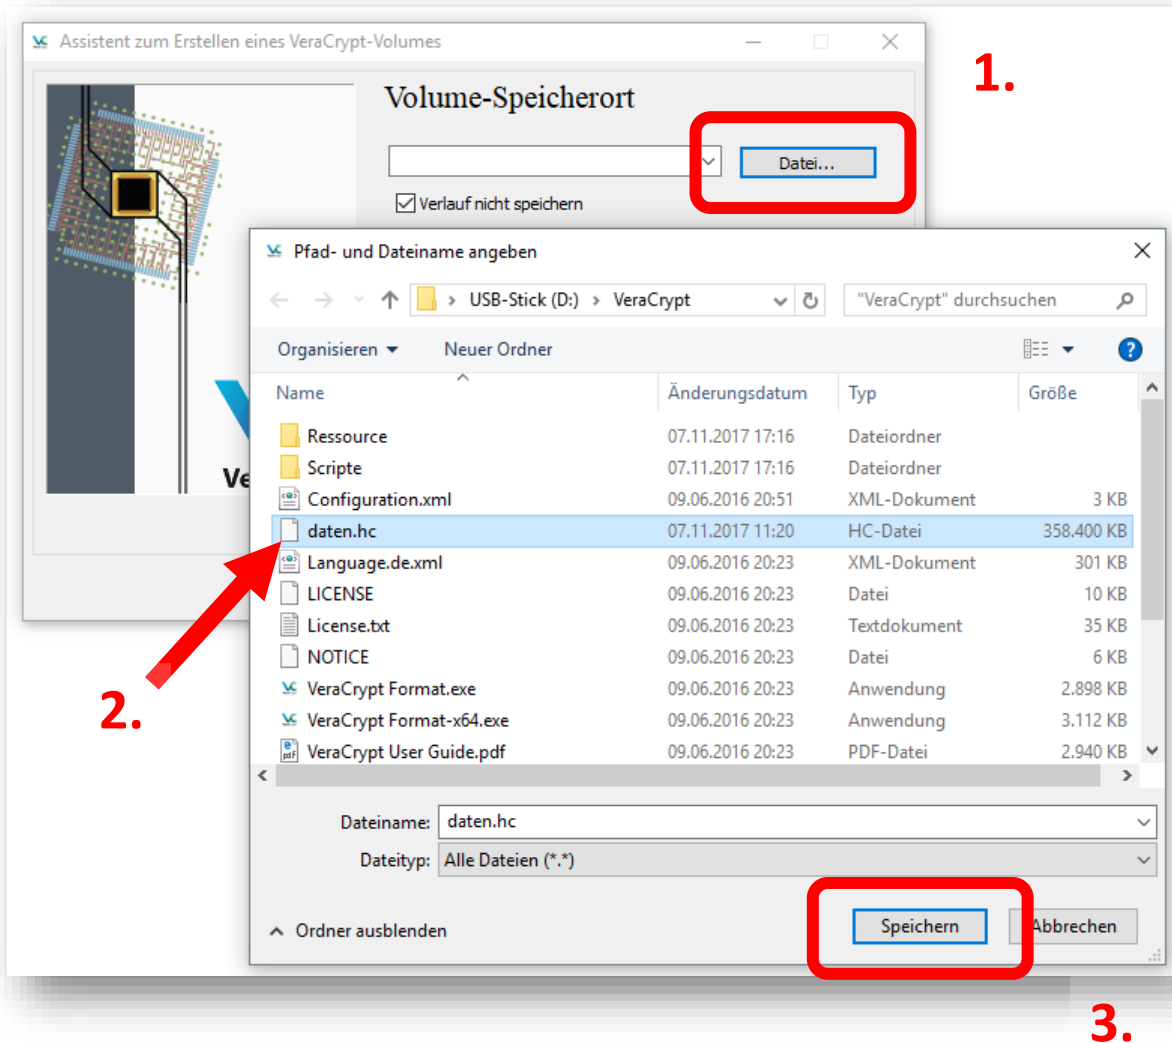 Assistent zum Erstellen eines VeraCrypt-Volumes
1.
Volume-Speicherort
Datei...
Verlauf nicht speichern
Ve
Pfad- und Dateiname angeben
USB-Stick (D:) > VeraCrypt "VeraCrypt" durchsuchen
Organisieren Neuer Ordner ?
Name Änderungsdatum Typ Größe
Ressource 07.11.2017 17:16 Dateiordner
Scripte 07.11.2017 17:16 Dateiordner
Configuration.xml 09.06.2016 20:51 XML-Dokument 3 KB
daten.hc 07.11.2017 11:20 HC-Datei 358.400 KB
Language.de.xml 09.06.2016 20:23 XML-Dokument 301 KB
LICENSE 09.06.2016 20:23 Datei 10 KB
License.txt 09.06.2016 20:23 Textdokument 35 KB
NOTICE 09.06.2016 20:23 Datei 6 KB
VeraCrypt Format.exe 09.06.2016 20:23 Anwendung 2.898 KB
VeraCrypt Format-x64.exe 09.06.2016 20:23 Anwendung 3.112 KB
VeraCrypt User Guide.pdf 09.06.2016 20:23 PDF-Datei 2.940 KB
2.
Dateiname: daten.hc
Dateityp: Alle Dateien (*.*)
Ordner ausblenden Speichern Abbrechen
3.